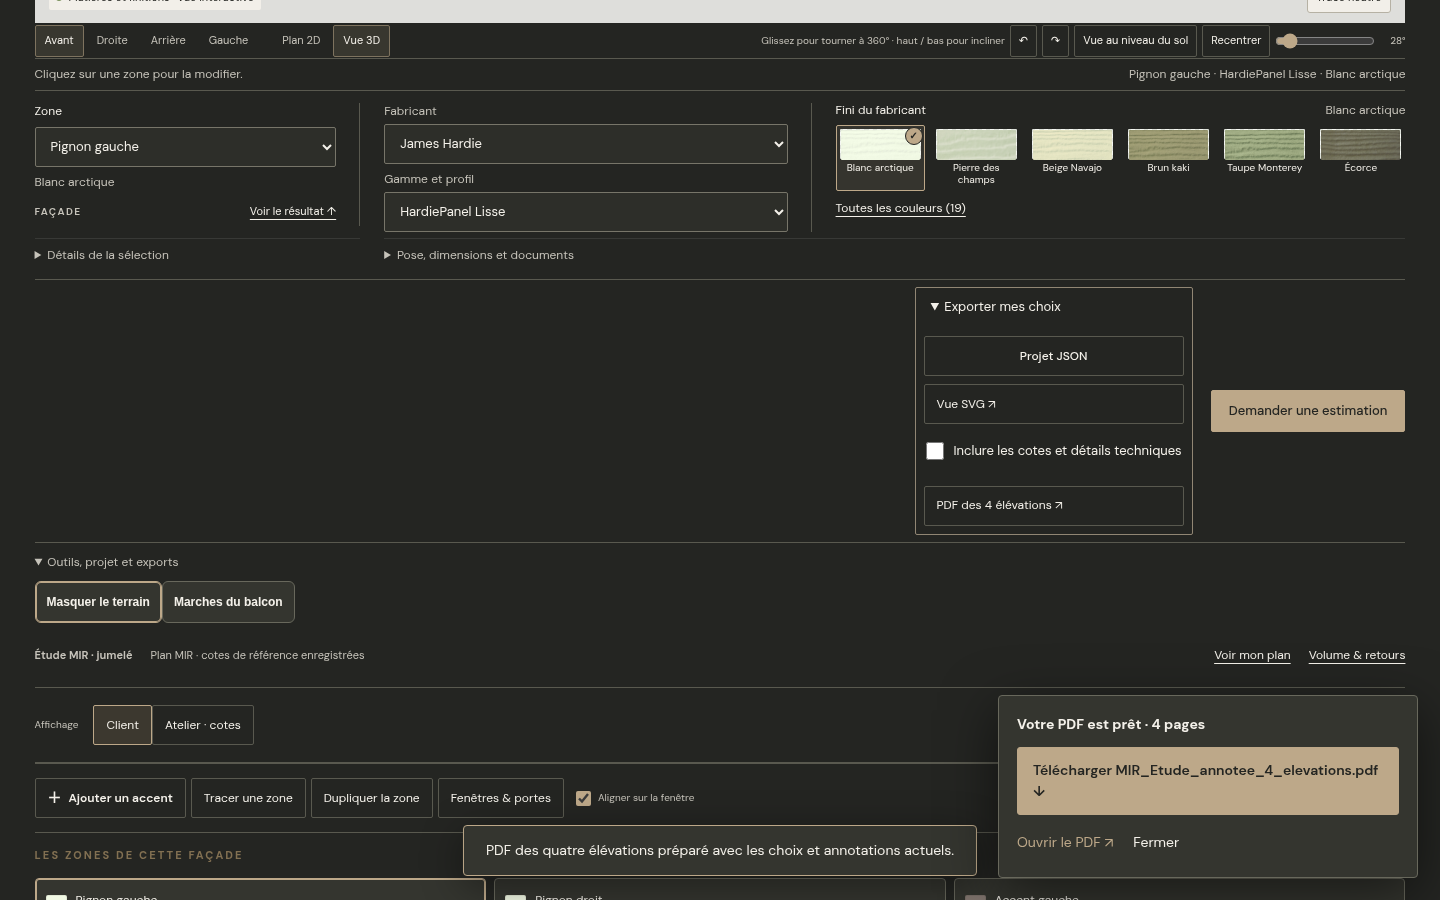 Avant
Droite
Arrière
Gauche
Plan 2D
Vue 3D
Glissez pour tourner à 360° · haut / bas pour incliner
↶
↷
Vue au niveau du sol
Recentrer
28°
Cliquez sur une zone pour la modifier.
Pignon gauche · HardiePanel Lisse · Blanc arctique
Zone
Pignon gauche
Blanc arctique
FAÇADE
Voir le résultat ↑
Fabricant
James Hardie
Gamme et profil
HardiePanel Lisse
Fini du fabricant
Blanc arctique
Blanc arctique
Pierre des
champs
Beige Navajo
Brun kaki
Taupe Monterey
Écorce
Toutes les couleurs (19)
▶ Détails de la sélection
▶ Pose, dimensions et documents
▼ Exporter mes choix
Projet JSON
Vue SVG ↗
Inclure les cotes et détails techniques
PDF des 4 élévations ↗
Demander une estimation
▼ Outils, projet et exports
Masquer le terrain
Marches du balcon
Étude MIR · jumelé
Plan MIR · cotes de référence enregistrées
Voir mon plan
Volume & retours
Affichage
Client
Atelier · cotes
+ Ajouter un accent
Tracer une zone
Dupliquer la zone
Fenêtres & portes
Aligner sur la fenêtre
Votre PDF est prêt · 4 pages
Télécharger MIR_Etude_annotee_4_elevations.pdf
↓
Ouvrir le PDF ↗
Fermer
PDF des quatre élévations préparé avec les choix et annotations actuels.
LES ZONES DE CETTE FAÇADE
Pignon gauche
Pignon droit
Accent gauche